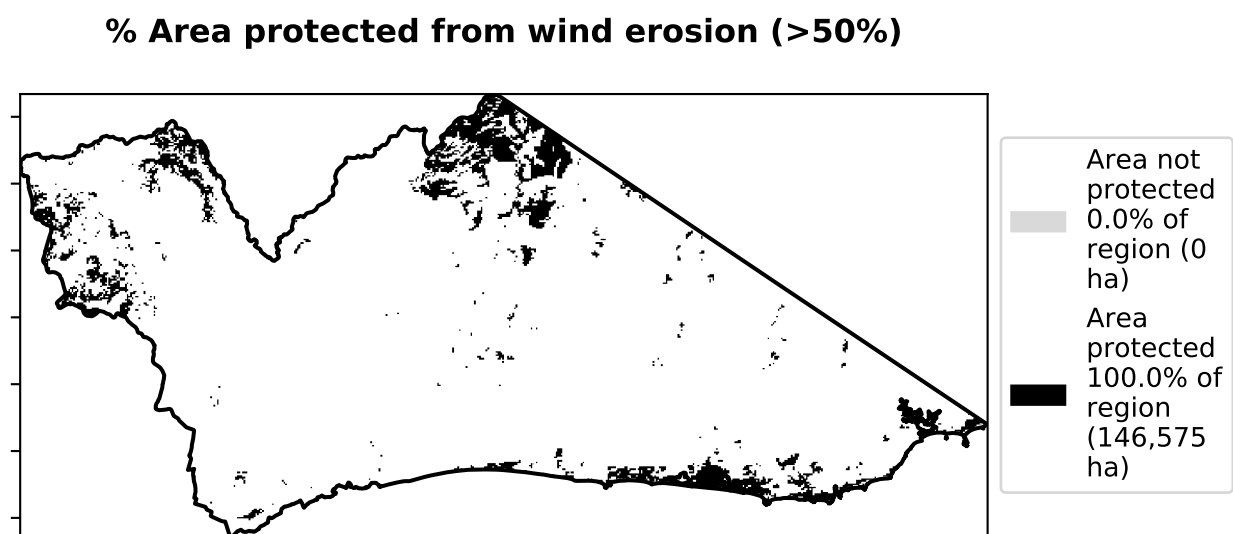 % Area protected from wind erosion (>50%)
Area not
protected
0.0% of
region (0
ha)
Area
protected
100.0% of
region
(146,575
ha)